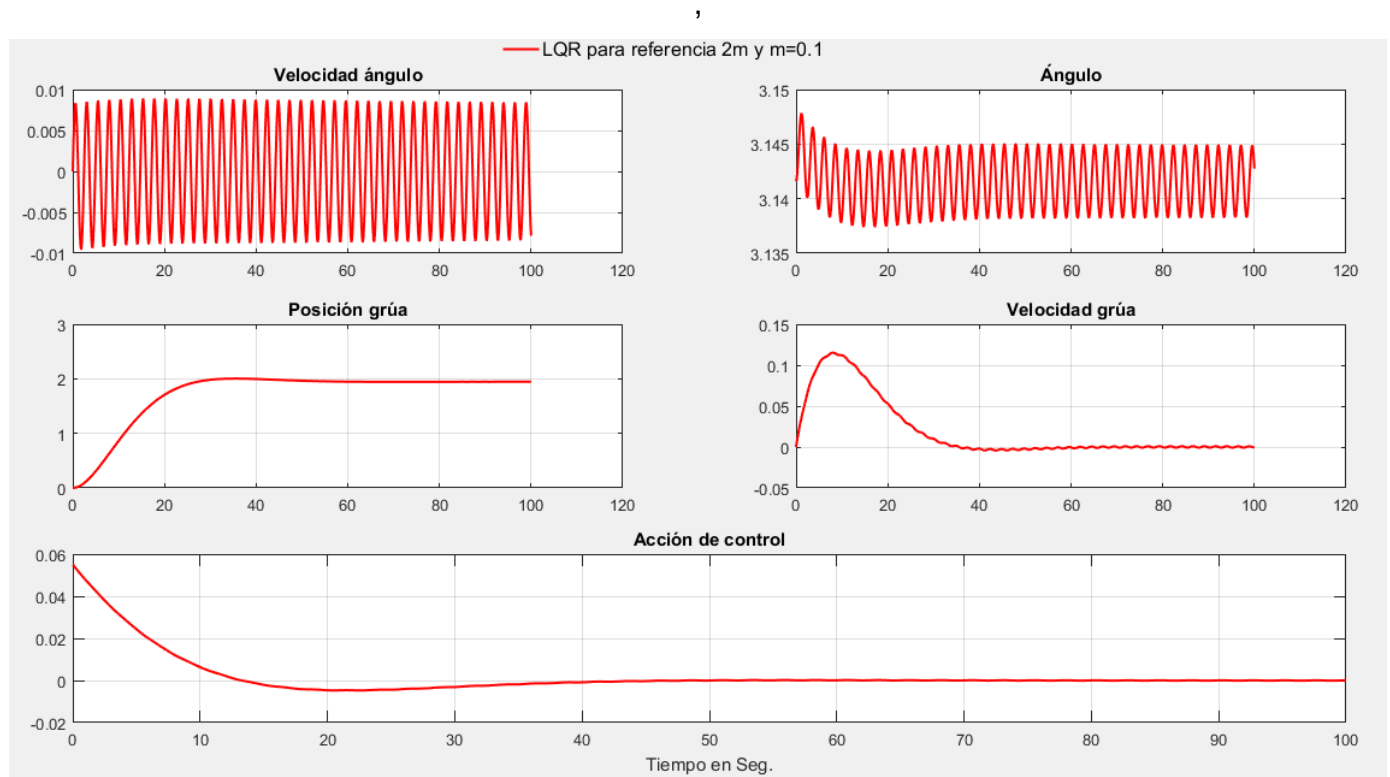 ,
LQR para referencia 2m y m=0.1
Velocidad ángulo
0.01
0.005
0
-0.005
-0.01
0 20 40 60 80 100 120
Ángulo
3.15
3.145
3.14
3.135
0 20 40 60 80 100 120
Posición grúa
3
2
1
0
0 20 40 60 80 100 120
Velocidad grúa
0.15
0.1
0.05
0
-0.05
0 20 40 60 80 100 120
Acción de control
0.06
0.04
0.02
0
-0.02
0 10 20 30 40 50 60 70 80 90 100
Tiempo en Seg.